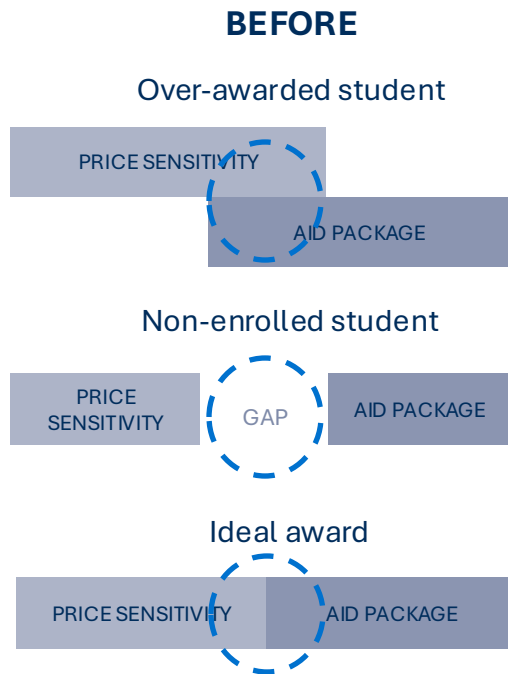 BEFORE
Over-awarded student
PRICE SENSITIVITY
AID PACKAGE
Non-enrolled student
PRICE
SENSITIVITY
GAP
AID PACKAGE
Ideal award
PRICE SENSITIVITY
AID PACKAGE